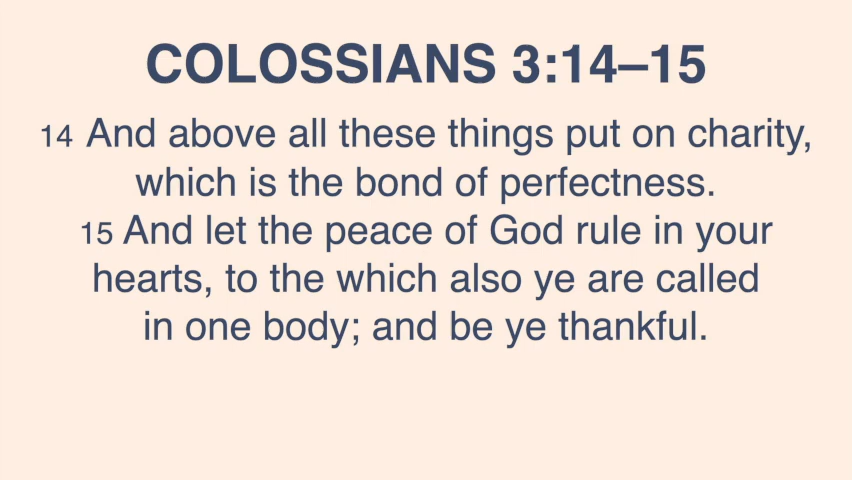 COLOSSIANS 3:14–15
14 And above all these things put on charity,
which is the bond of perfectness.
15 And let the peace of God rule in your
hearts, to the which also ye are called
in one body; and be ye thankful.